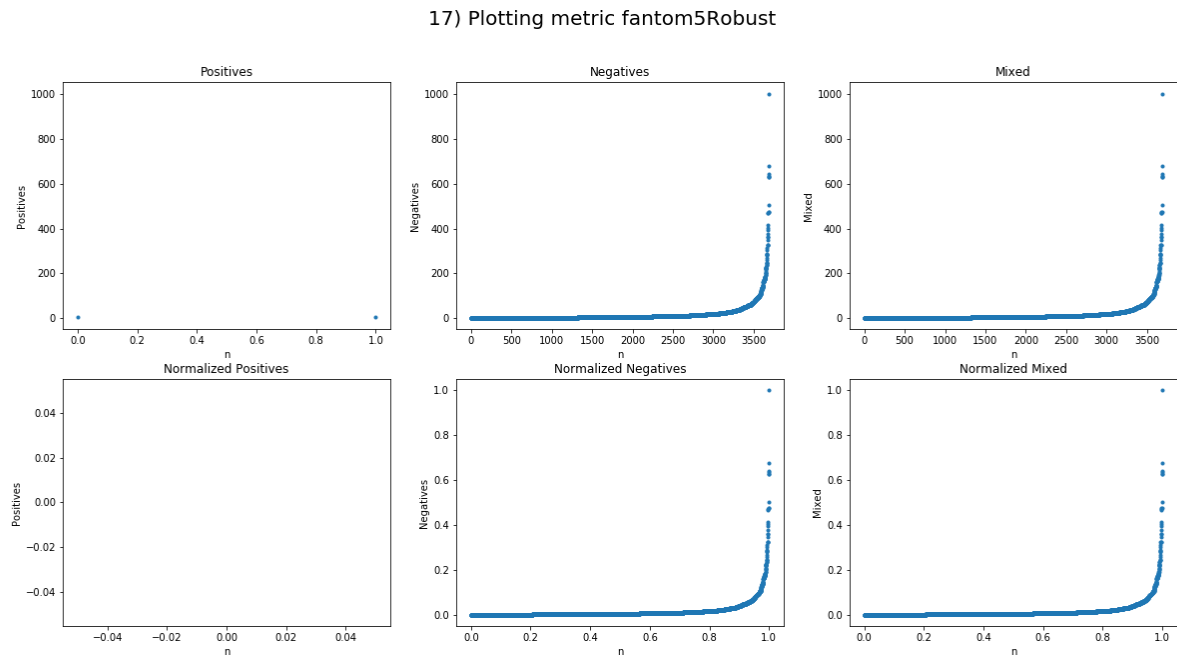 17) Plotting metric fantom5Robust
Positives
Negatives
Mixed
1000
800
600
400
200
0
Positives
0.0 0.2 0.4 0.6 0.8 1.0
n
1000
800
600
400
200
0
Negatives
0 500 1000 1500 2000 2500 3000 3500
n
1000
800
600
400
200
0
Mixed
0 500 1000 1500 2000 2500 3000 3500
n
Normalized Positives
Normalized Negatives
Normalized Mixed
0.04
0.02
0.00
−0.02
−0.04
Positives
−0.04 −0.02 0.00 0.02 0.04
n
1.0
0.8
0.6
0.4
0.2
0.0
Negatives
0.0 0.2 0.4 0.6 0.8 1.0
n
1.0
0.8
0.6
0.4
0.2
0.0
Mixed
0.0 0.2 0.4 0.6 0.8 1.0
n